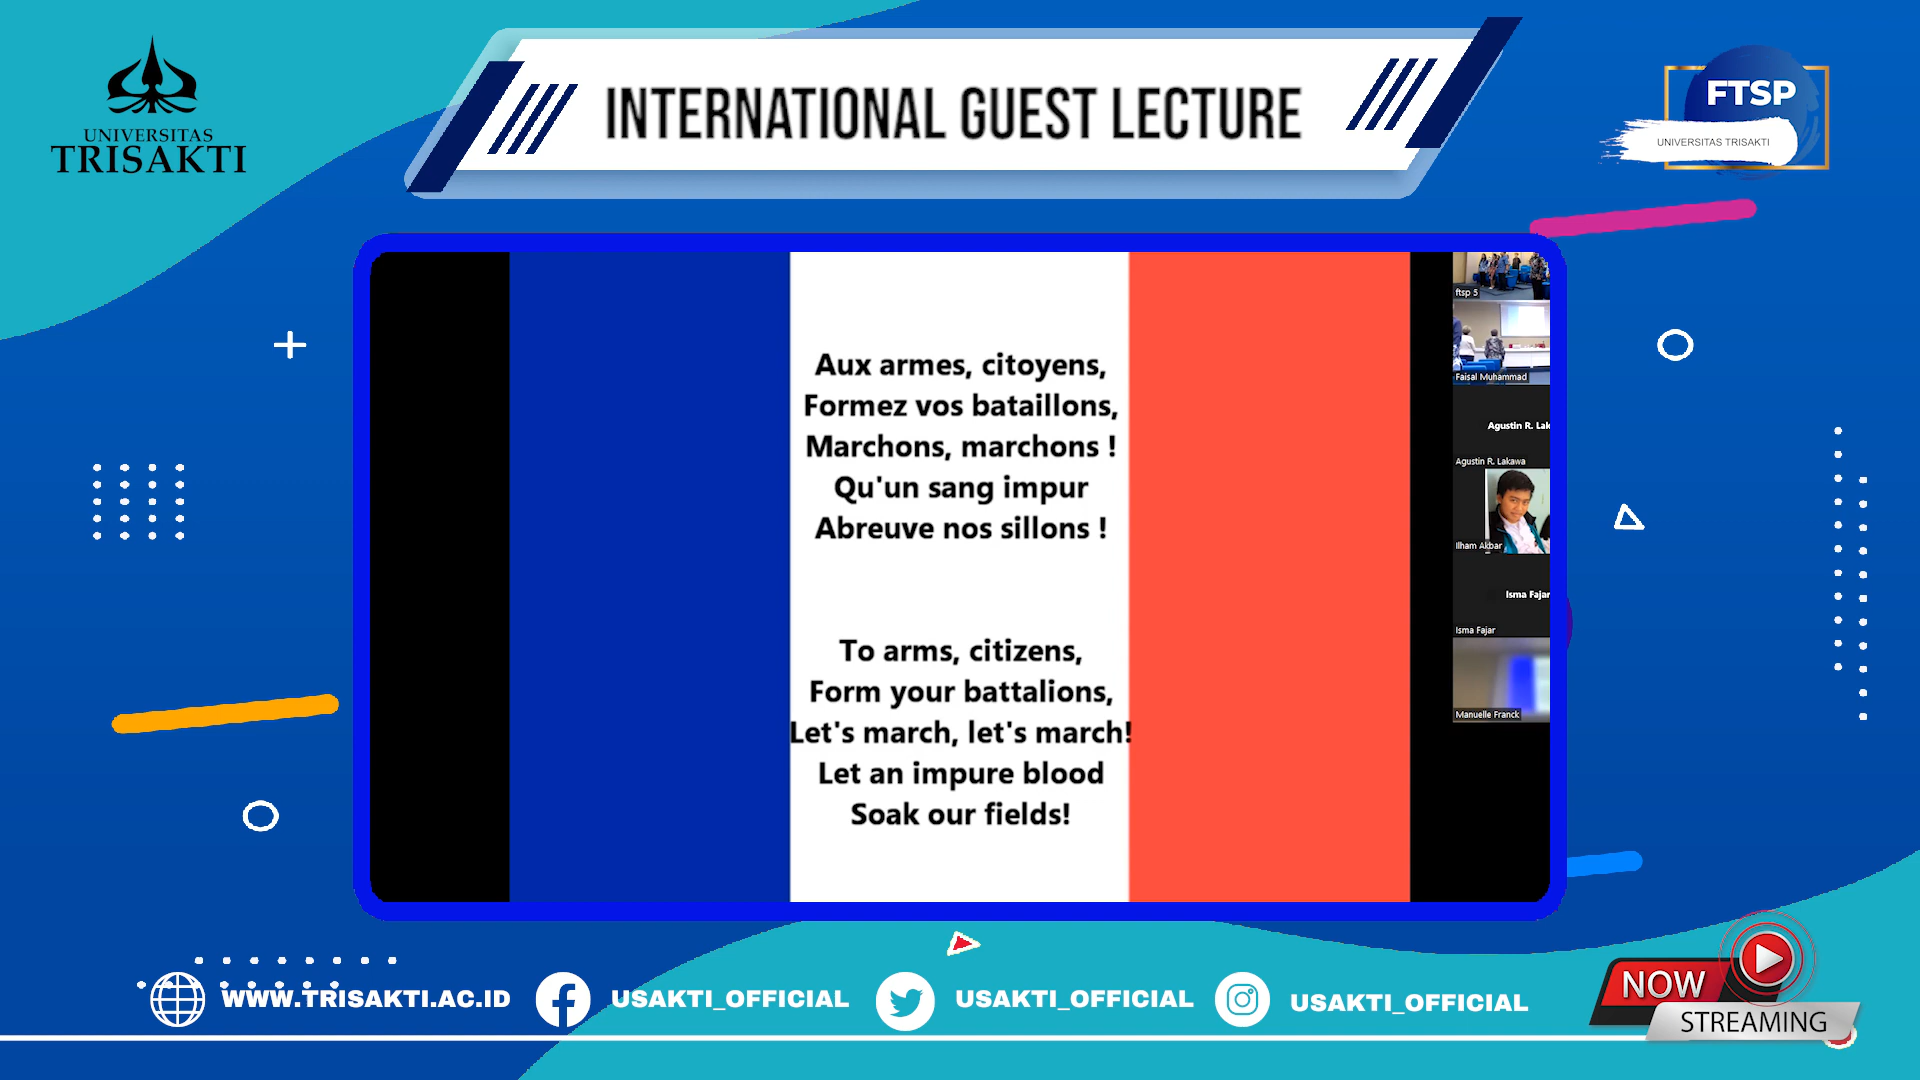 UNIVERSITAS
TRISAKTI
INTERNATIONAL GUEST LECTURE
FTSP
UNIVERSITAS TRISAKTI
Aux armes, citoyens,
Formez vos bataillons,
Marchons, marchons !
Qu'un sang impur
Abreuve nos sillons !
To arms, citizens,
Form your battalions,
Let's march, let's march!
Let an impure blood
Soak our fields!
ftsp 5
Faisal Muhammad
Agustin R. Lak
Agustin R. Lakawa
Ilham Akbar
Isma Fajar
Isma Fajar
Manuelle Franck
WWW.TRISAKTI.AC.ID
USAKTI_OFFICIAL
USAKTI_OFFICIAL
USAKTI_OFFICIAL
NOW
STREAMING